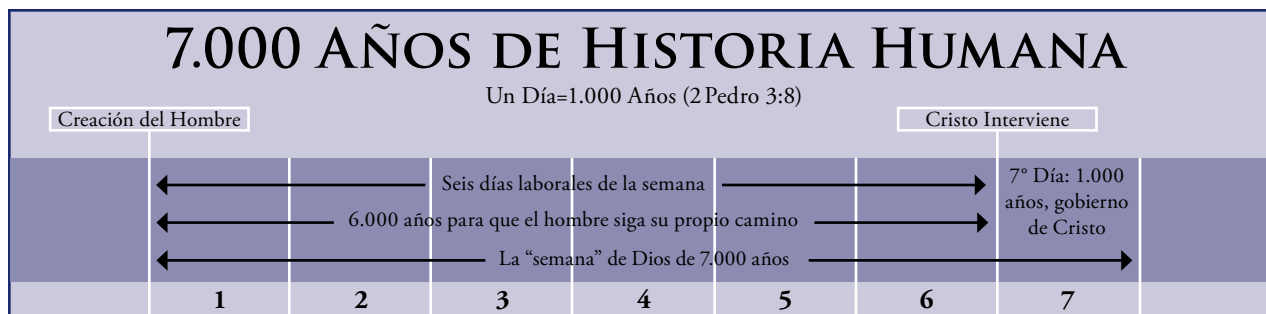 7.000 Años de Historia Humana
Un Día=1.000 Años (2 Pedro 3:8)
Creación del Hombre
Cristo Interviene
Seis días laborales de la semana
6.000 años para que el hombre siga su propio camino
La “semana” de Dios de 7.000 años
7° Día: 1.000
años, gobierno
de Cristo
1 2 3 4 5 6 7